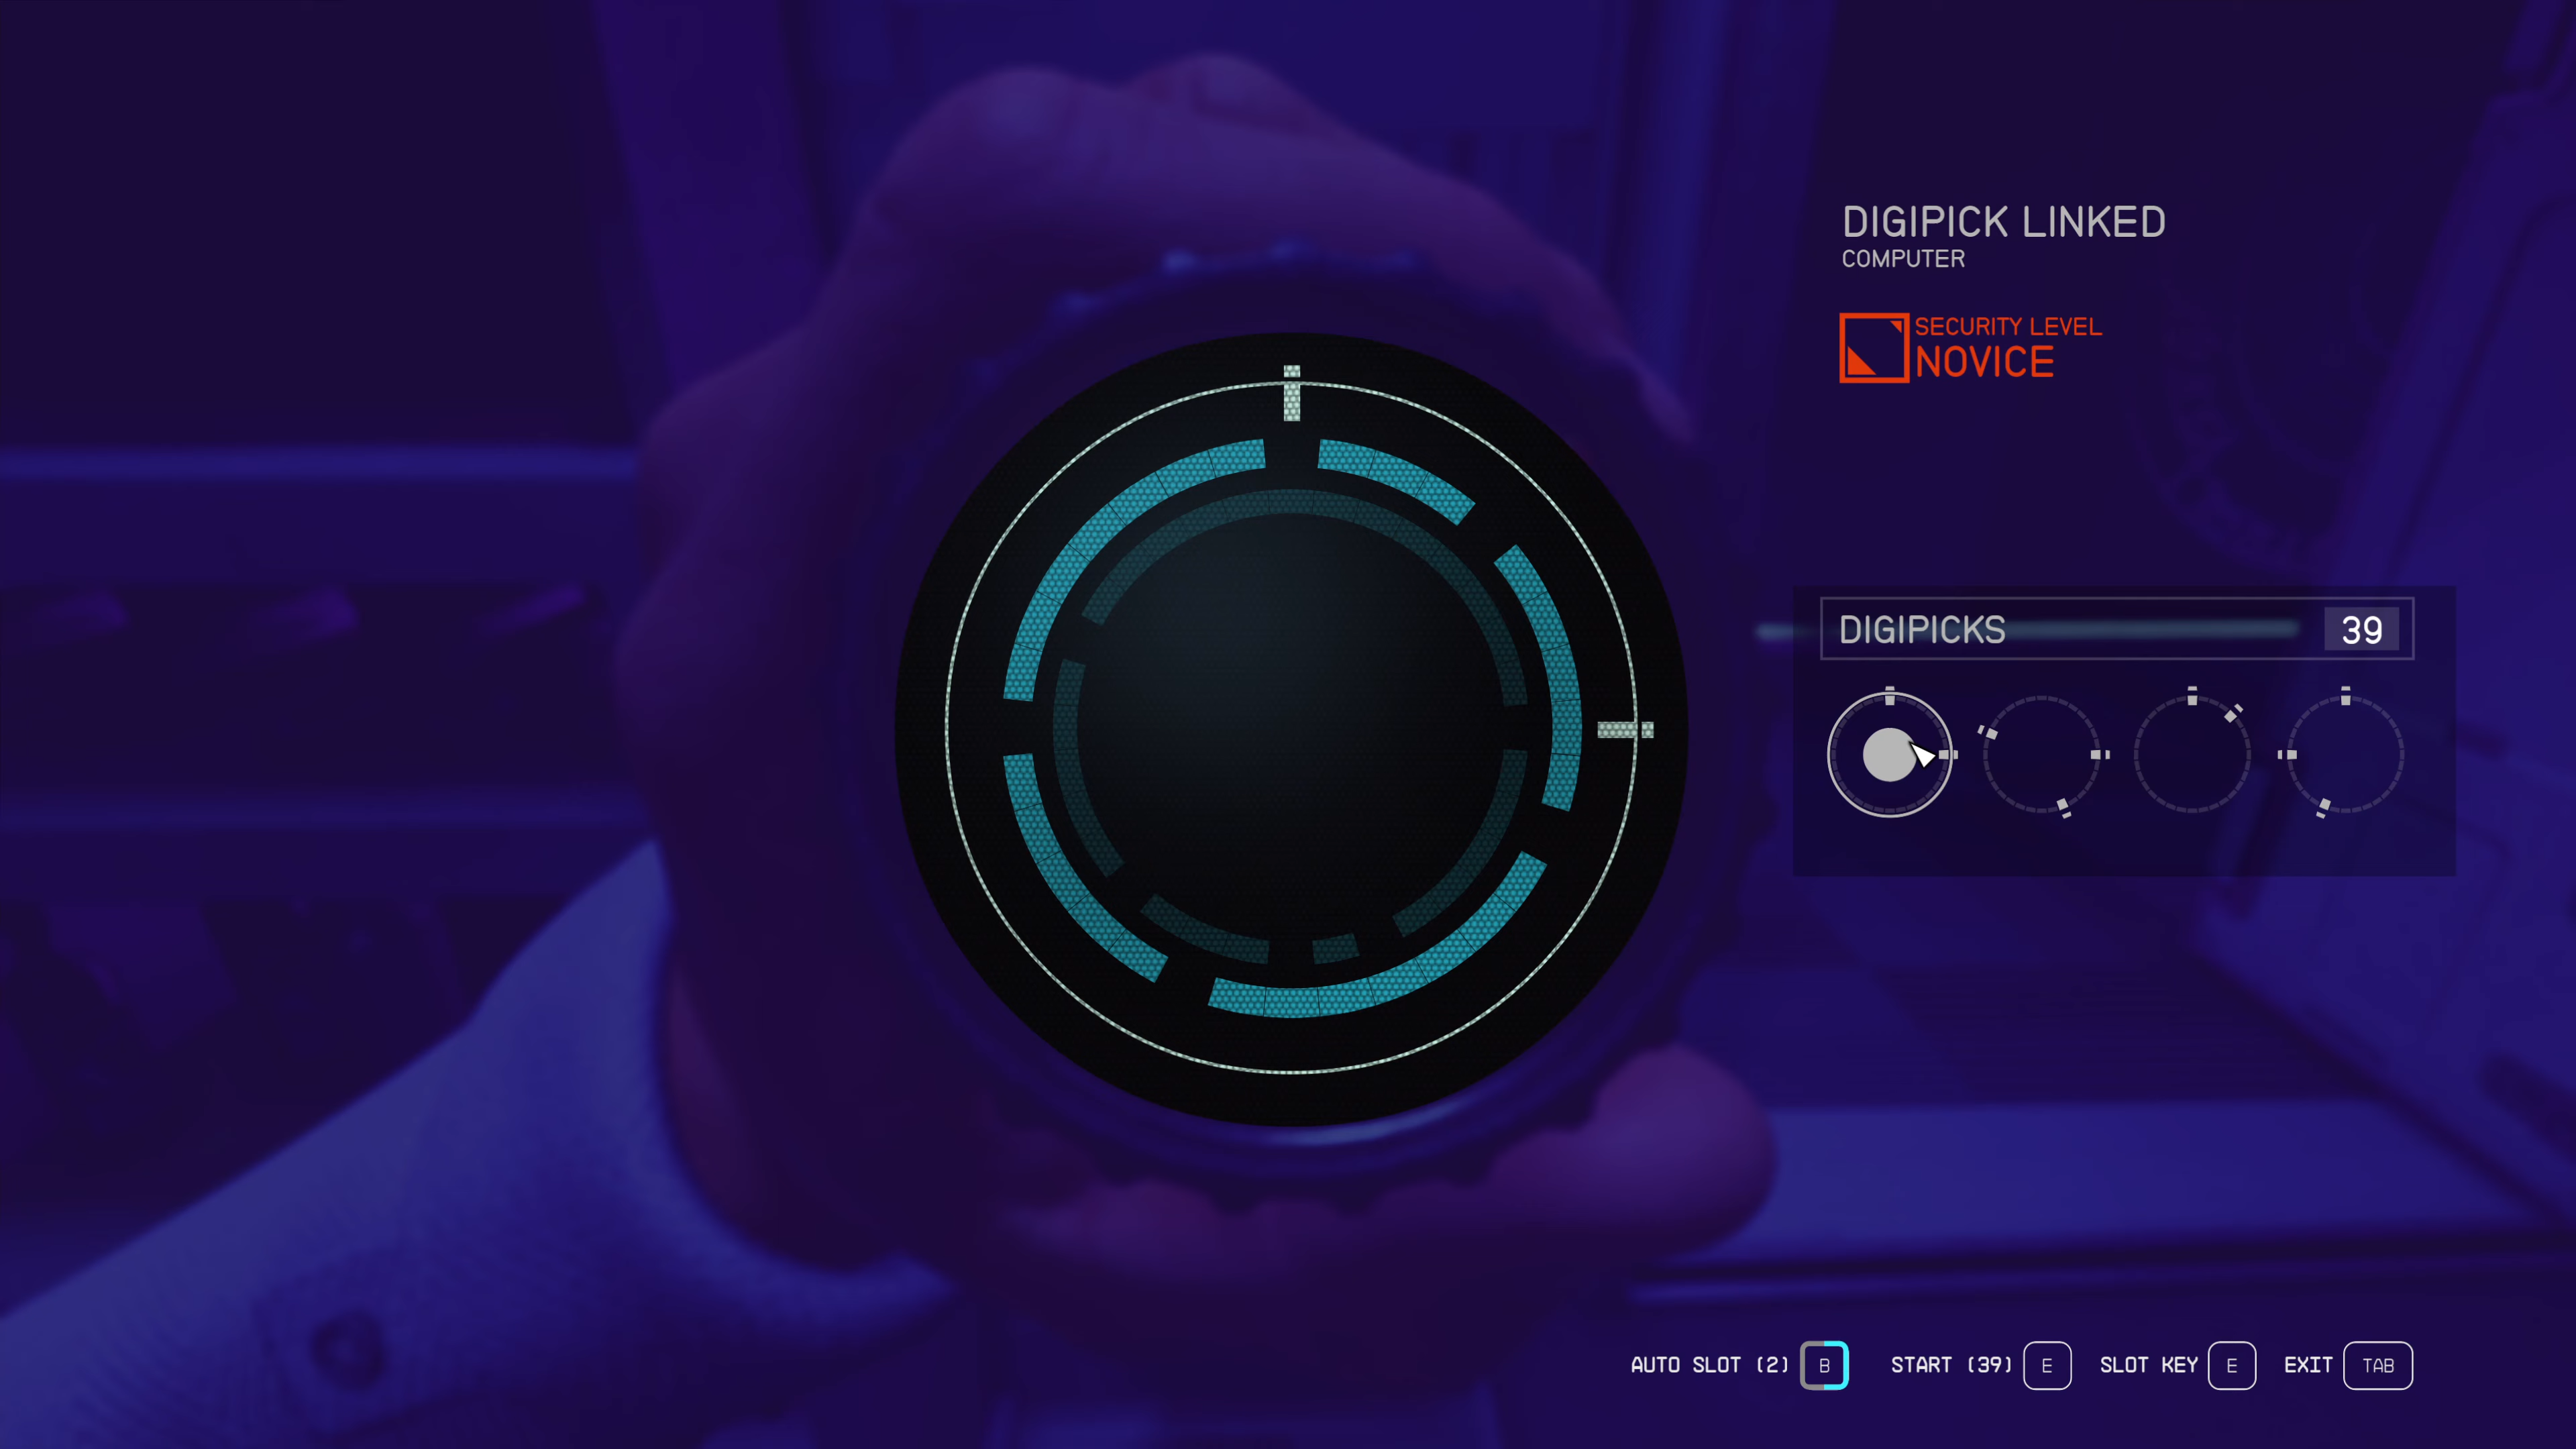 DIGIPICK LINKED
COMPUTER
SECURITY LEVEL
NOVICE
DIGIPICKS 39
AUTO SLOT (2) B START (39) E SLOT KEY E EXIT TAB